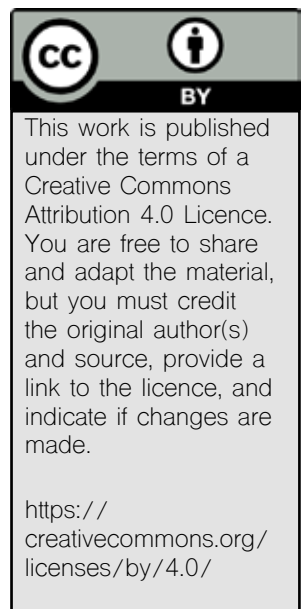 cc
BY
This work is published
under the terms of a
Creative Commons
Attribution 4.0 Licence.
You are free to share
and adapt the material,
but you must credit
the original author(s)
and source, provide a
link to the licence, and
indicate if changes are
made.
https://
creativecommons.org/
licenses/by/4.0/